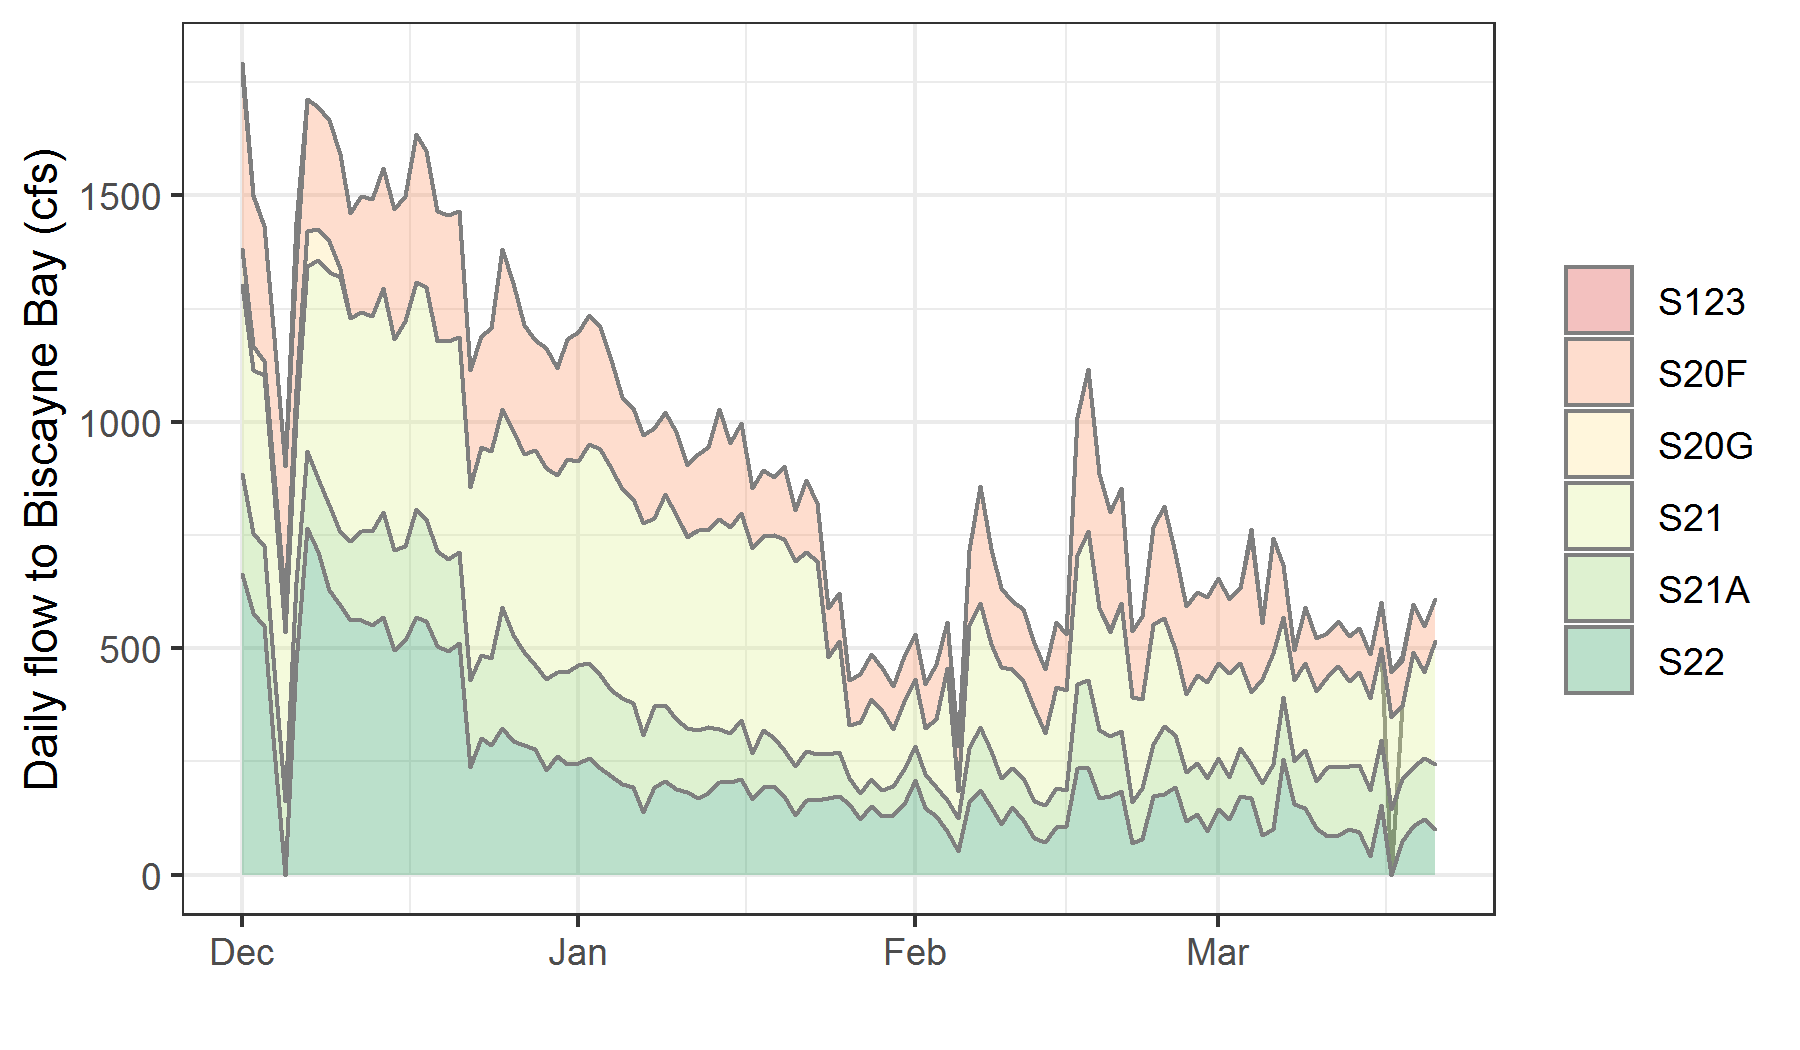 Daily flow to Biscayne Bay (cfs)
1500
1000
500
0
Dec Jan Feb Mar
S123
S20F
S20G
S21
S21A
S22